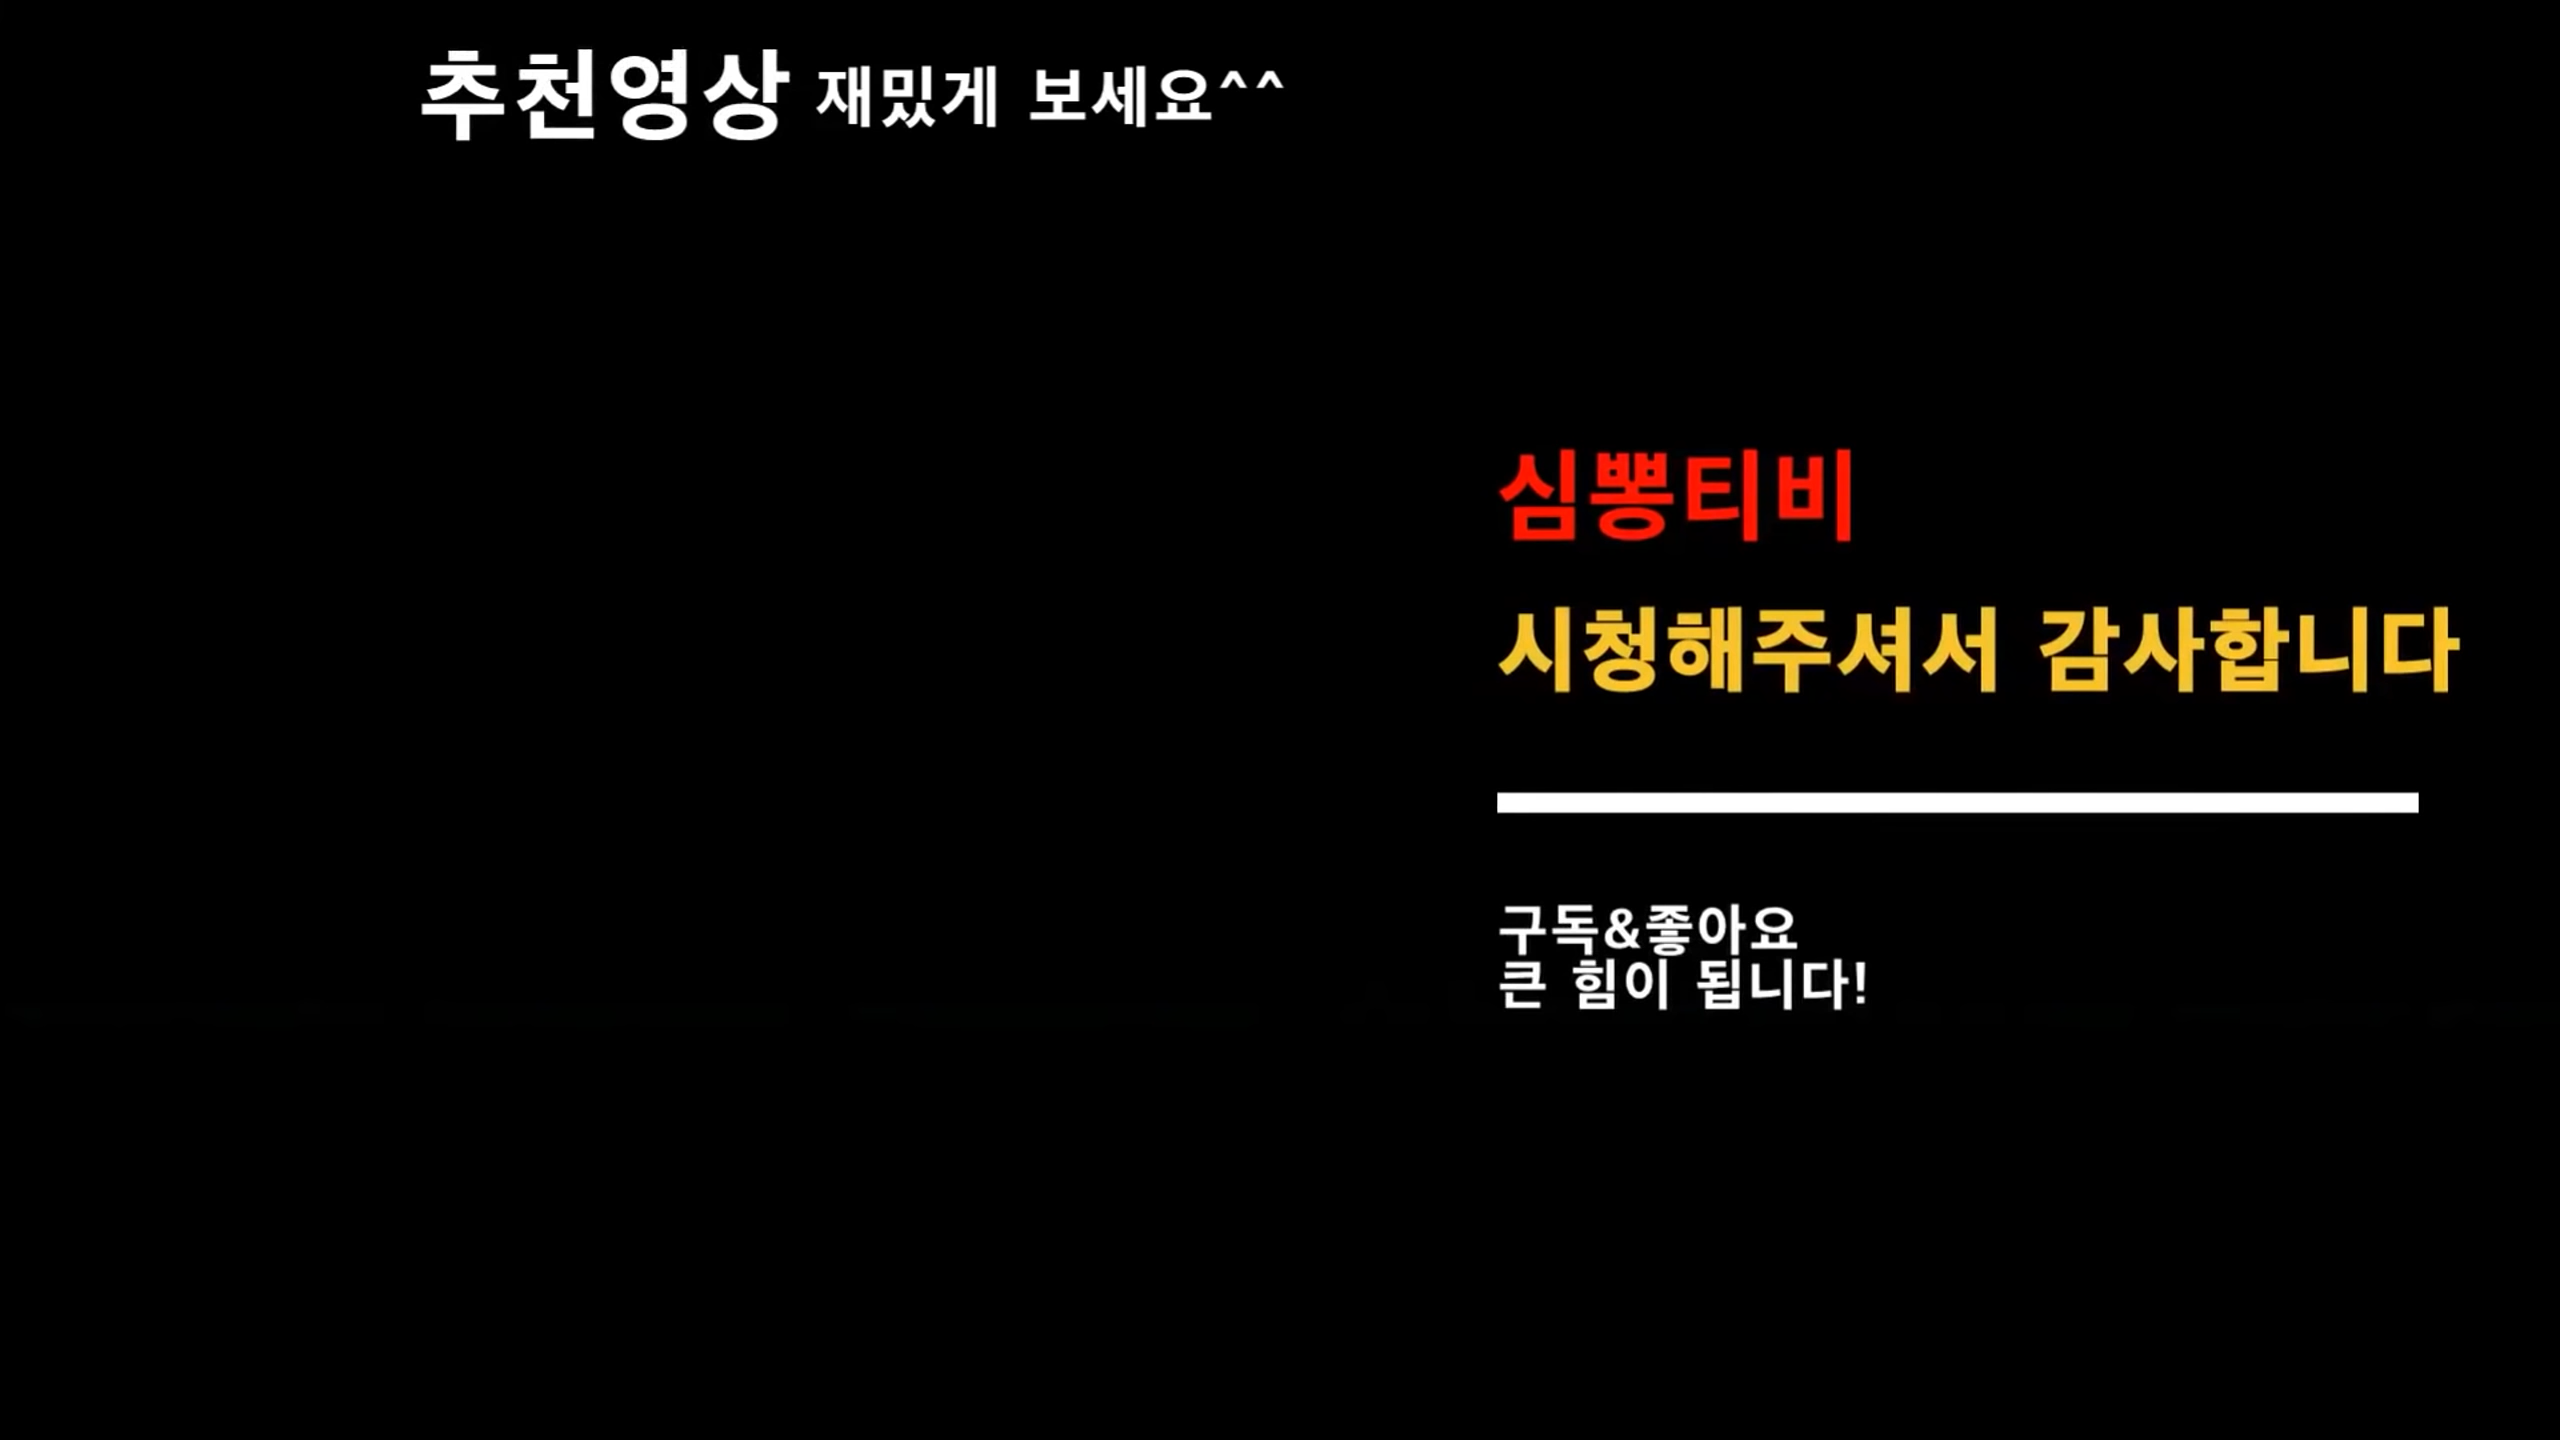 추천영상 재밌게 보세요^^
심뽕티비
시청해주셔서 감사합니다
구독&좋아요
큰 힘이 됩니다!